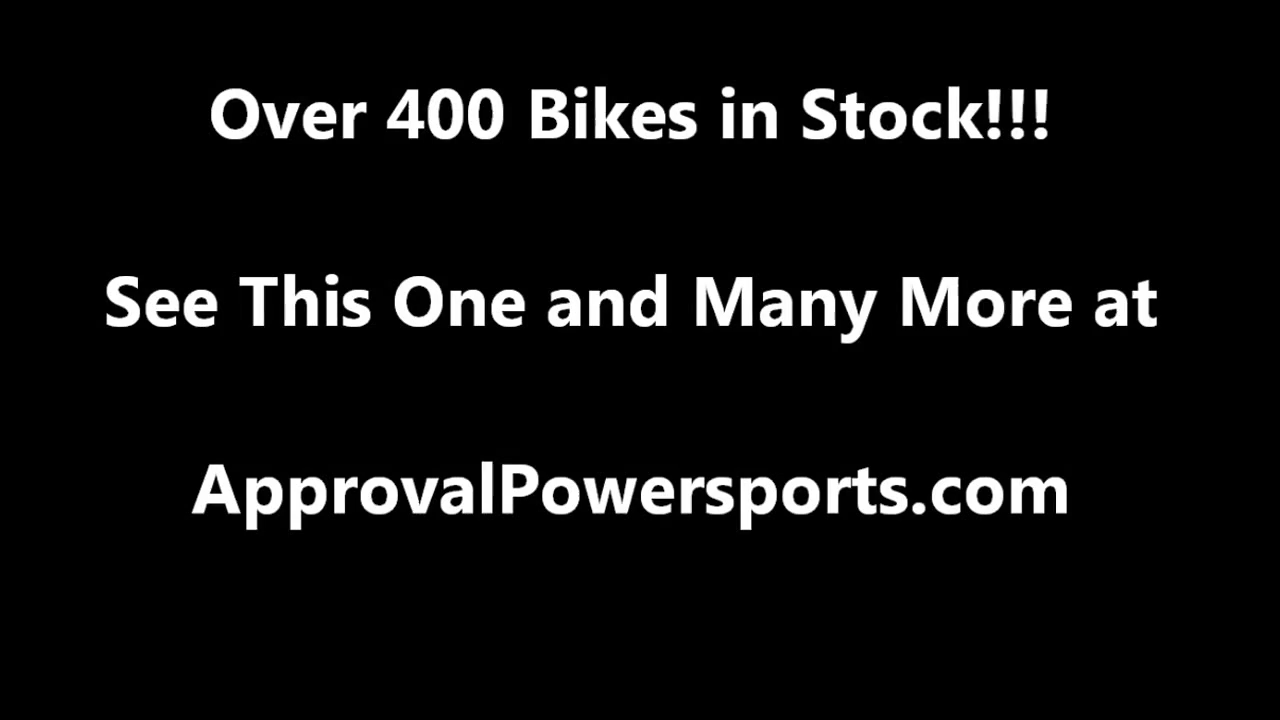 Over 400 Bikes in Stock!!!
See This One and Many More at
ApprovalPowersports.com